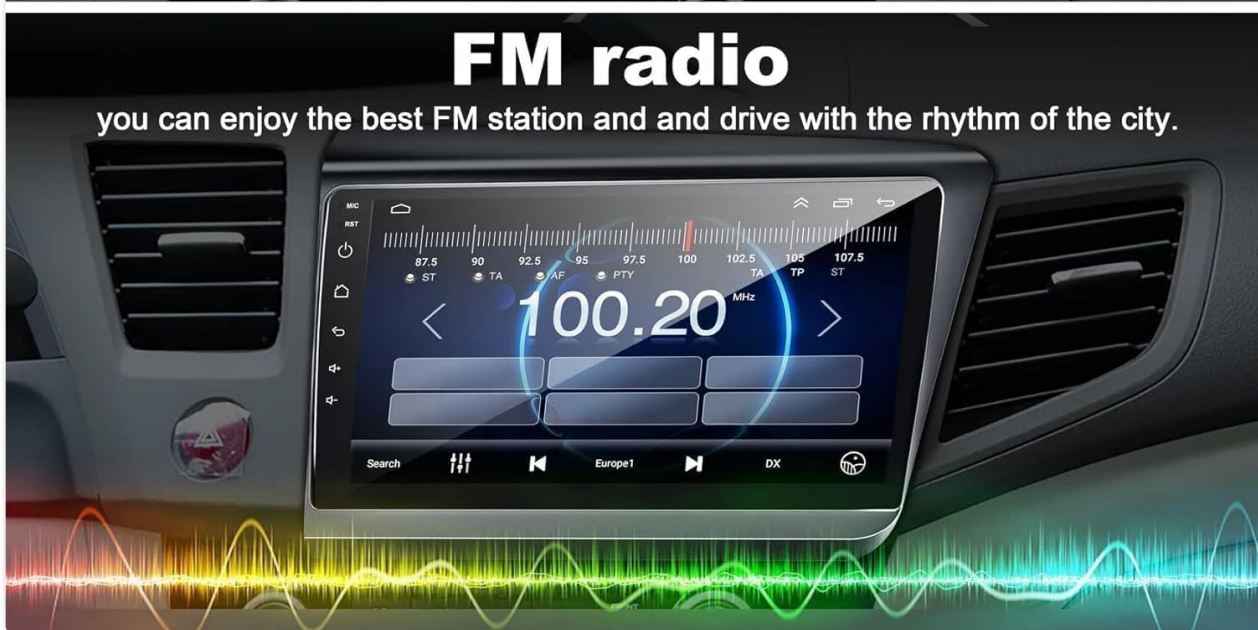 FM radio
you can enjoy the best FM station and and drive with the rhythm of the city.
MIC
RST
87.5 90 92.5 95 97.5 100 102.5 105 107.5
ST TA AF PTY TA TP ST
100.20 MHz
Search Europe1 DX